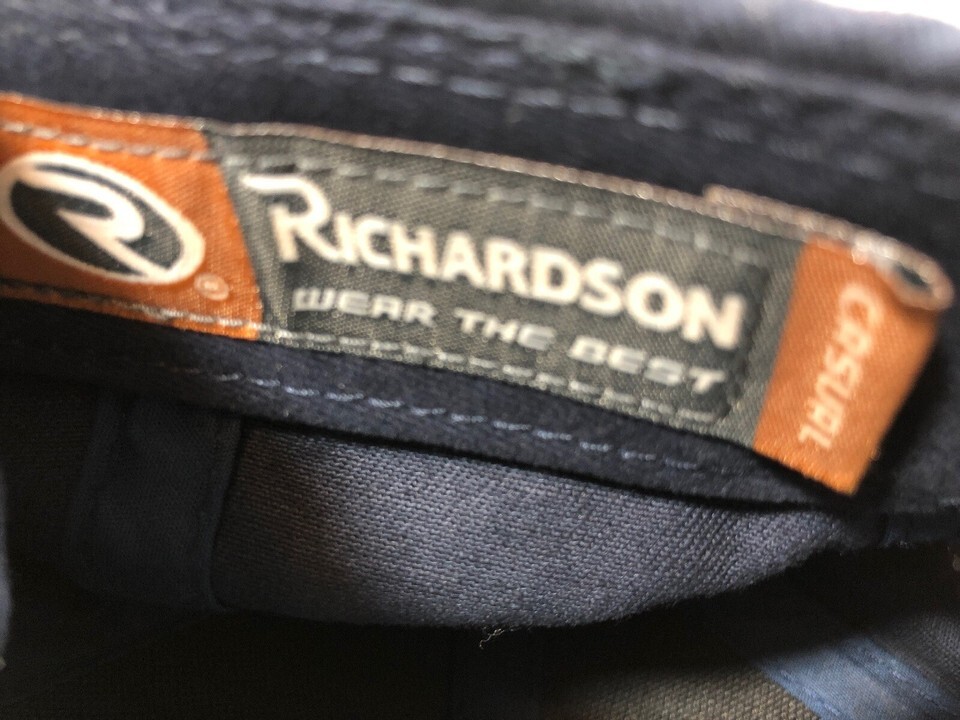 R®
RICHARDSON
WEAR THE BEST
CASUAL